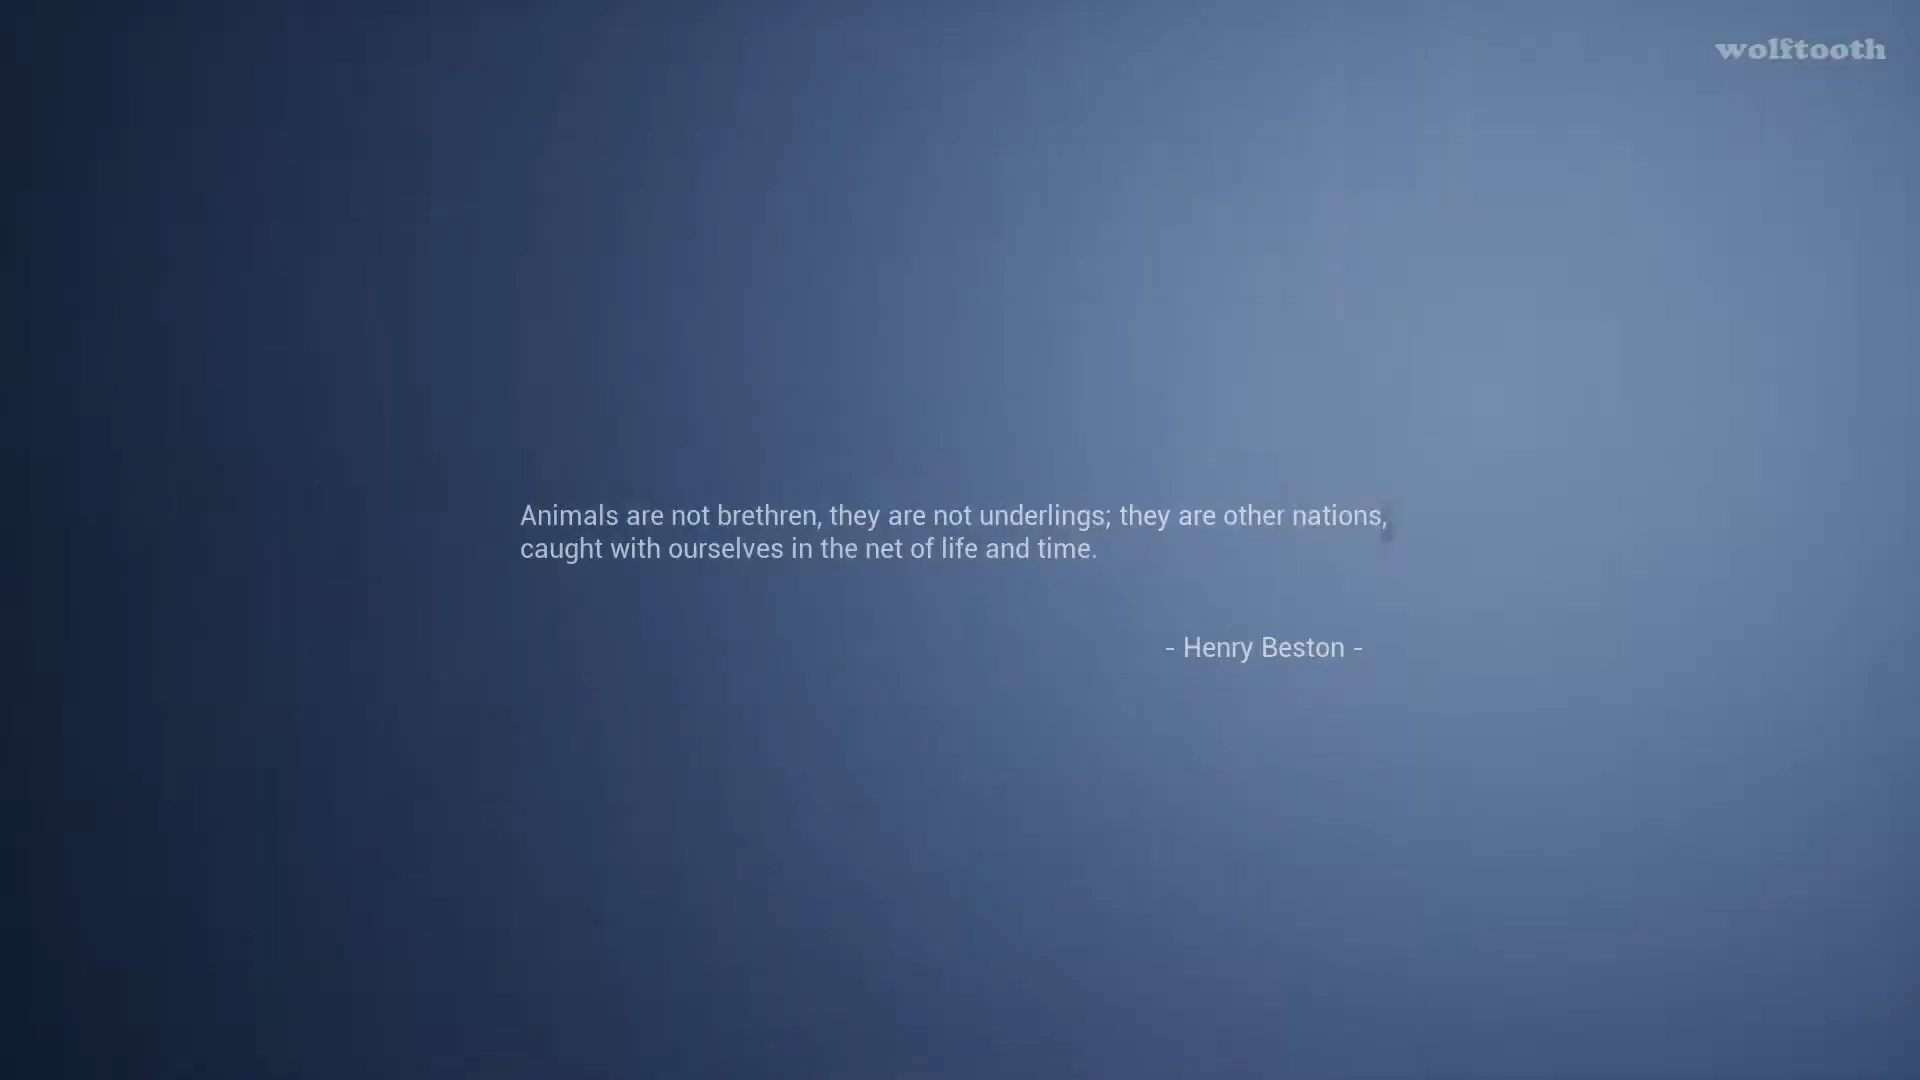 wolftooth
Animals are not brethren, they are not underlings; they are other nations,
caught with ourselves in the net of life and time.
- Henry Beston -